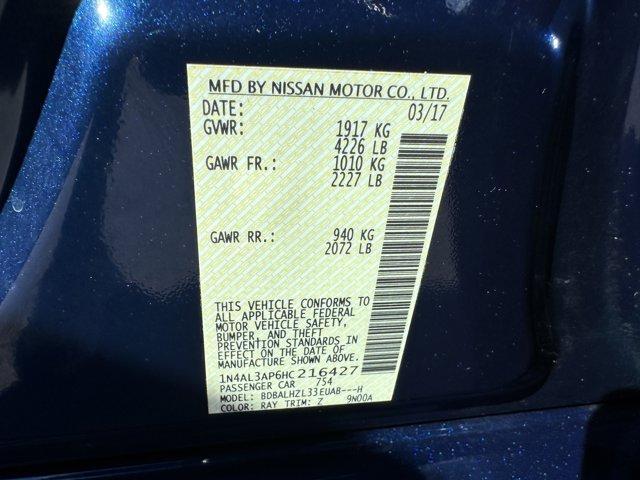 MFD BY NISSAN MOTOR CO., LTD.
DATE: 03/17
GVWR: 1917 KG
4226 LB
GAWR FR.: 1010 KG
2227 LB
GAWR RR.: 940 KG
2072 LB
THIS VEHICLE CONFORMS TO
ALL APPLICABLE FEDERAL
MOTOR VEHICLE SAFETY,
BUMPER, AND THEFT
PREVENTION STANDARDS IN
EFFECT ON THE DATE OF
MANUFACTURE SHOWN ABOVE.
1N4AL3AP6HC216427
PASSENGER CAR 754
MODEL: BDBALHZL33EUAB---H
COLOR: RAY TRIM: Z 9N00A